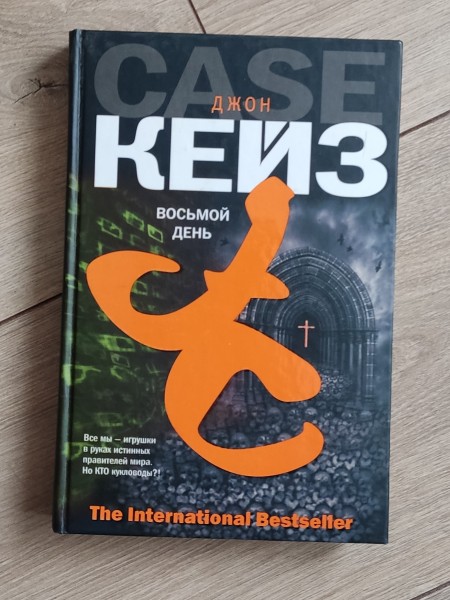 CASE
ДЖОН
КЕЙЗ
ВОСЬМОЙ
ДЕНЬ
Все мы – игрушки
в руках истинных
правителей мира.
Но КТО кукловоды?!
The International Bestseller